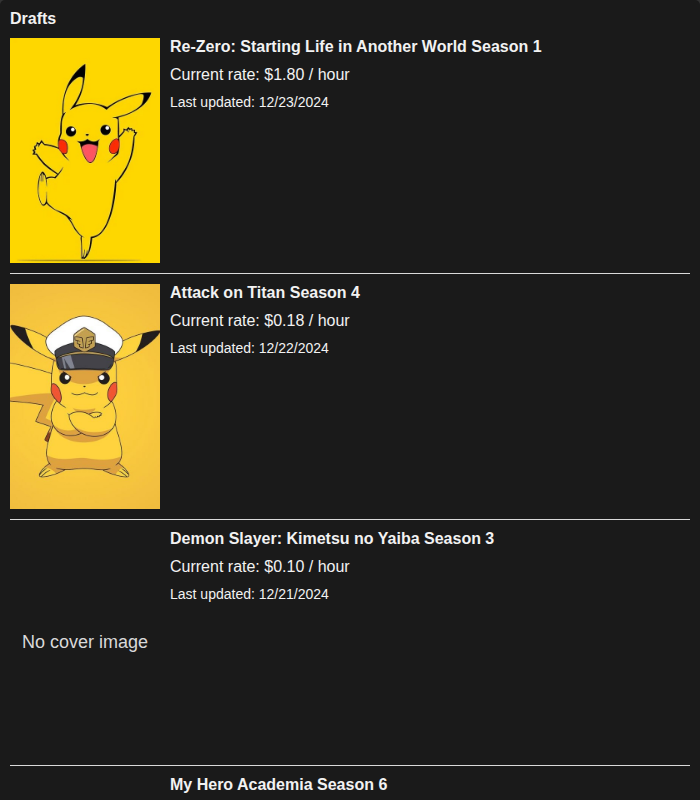 Drafts
Re-Zero: Starting Life in Another World Season 1
Current rate: $1.80 / hour
Last updated: 12/23/2024
Attack on Titan Season 4
Current rate: $0.18 / hour
Last updated: 12/22/2024
Demon Slayer: Kimetsu no Yaiba Season 3
Current rate: $0.10 / hour
Last updated: 12/21/2024
No cover image
My Hero Academia Season 6